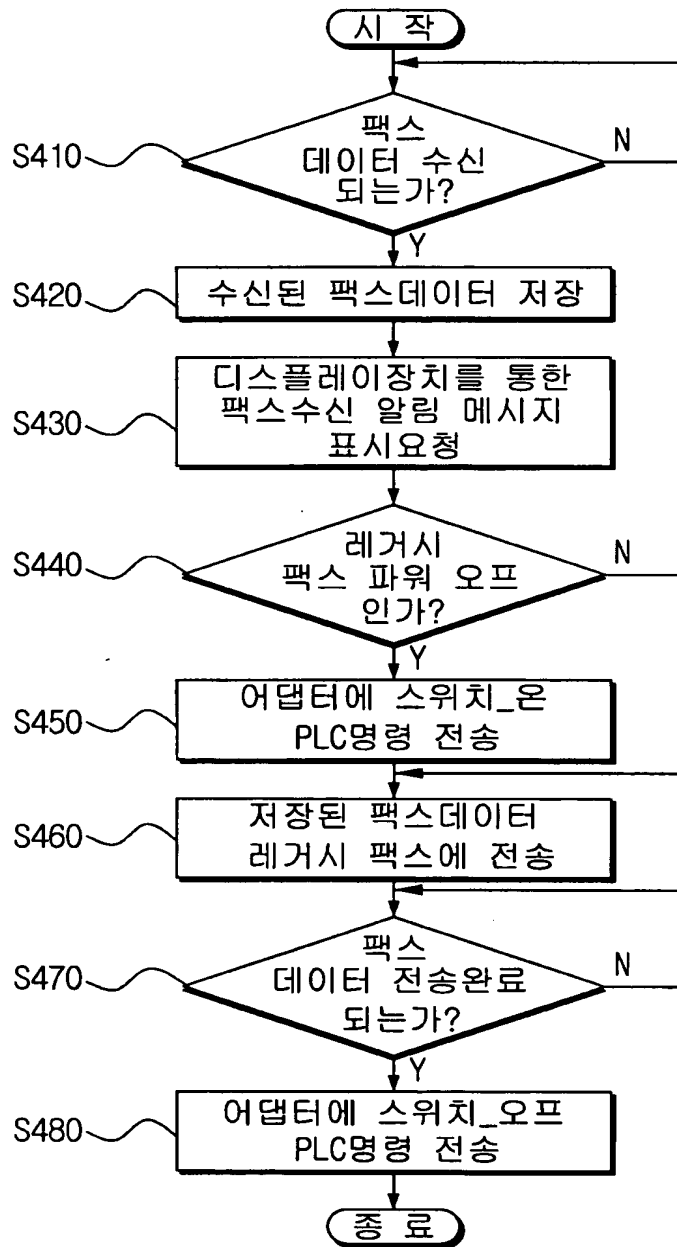 시 작
S410
팩스
데이터 수신
되는가?
N
Y
S420
수신된 팩스데이터 저장
S430
디스플레이장치를 통한
팩스수신 알림 메시지
표시요청
S440
레거시
팩스 파워 오프
인가?
N
Y
S450
어댑터에 스위치_온
PLC명령 전송
S460
저장된 팩스데이터
레거시 팩스에 전송
S470
팩스
데이터 전송완료
되는가?
N
Y
S480
어댑터에 스위치_오프
PLC명령 전송
종 료